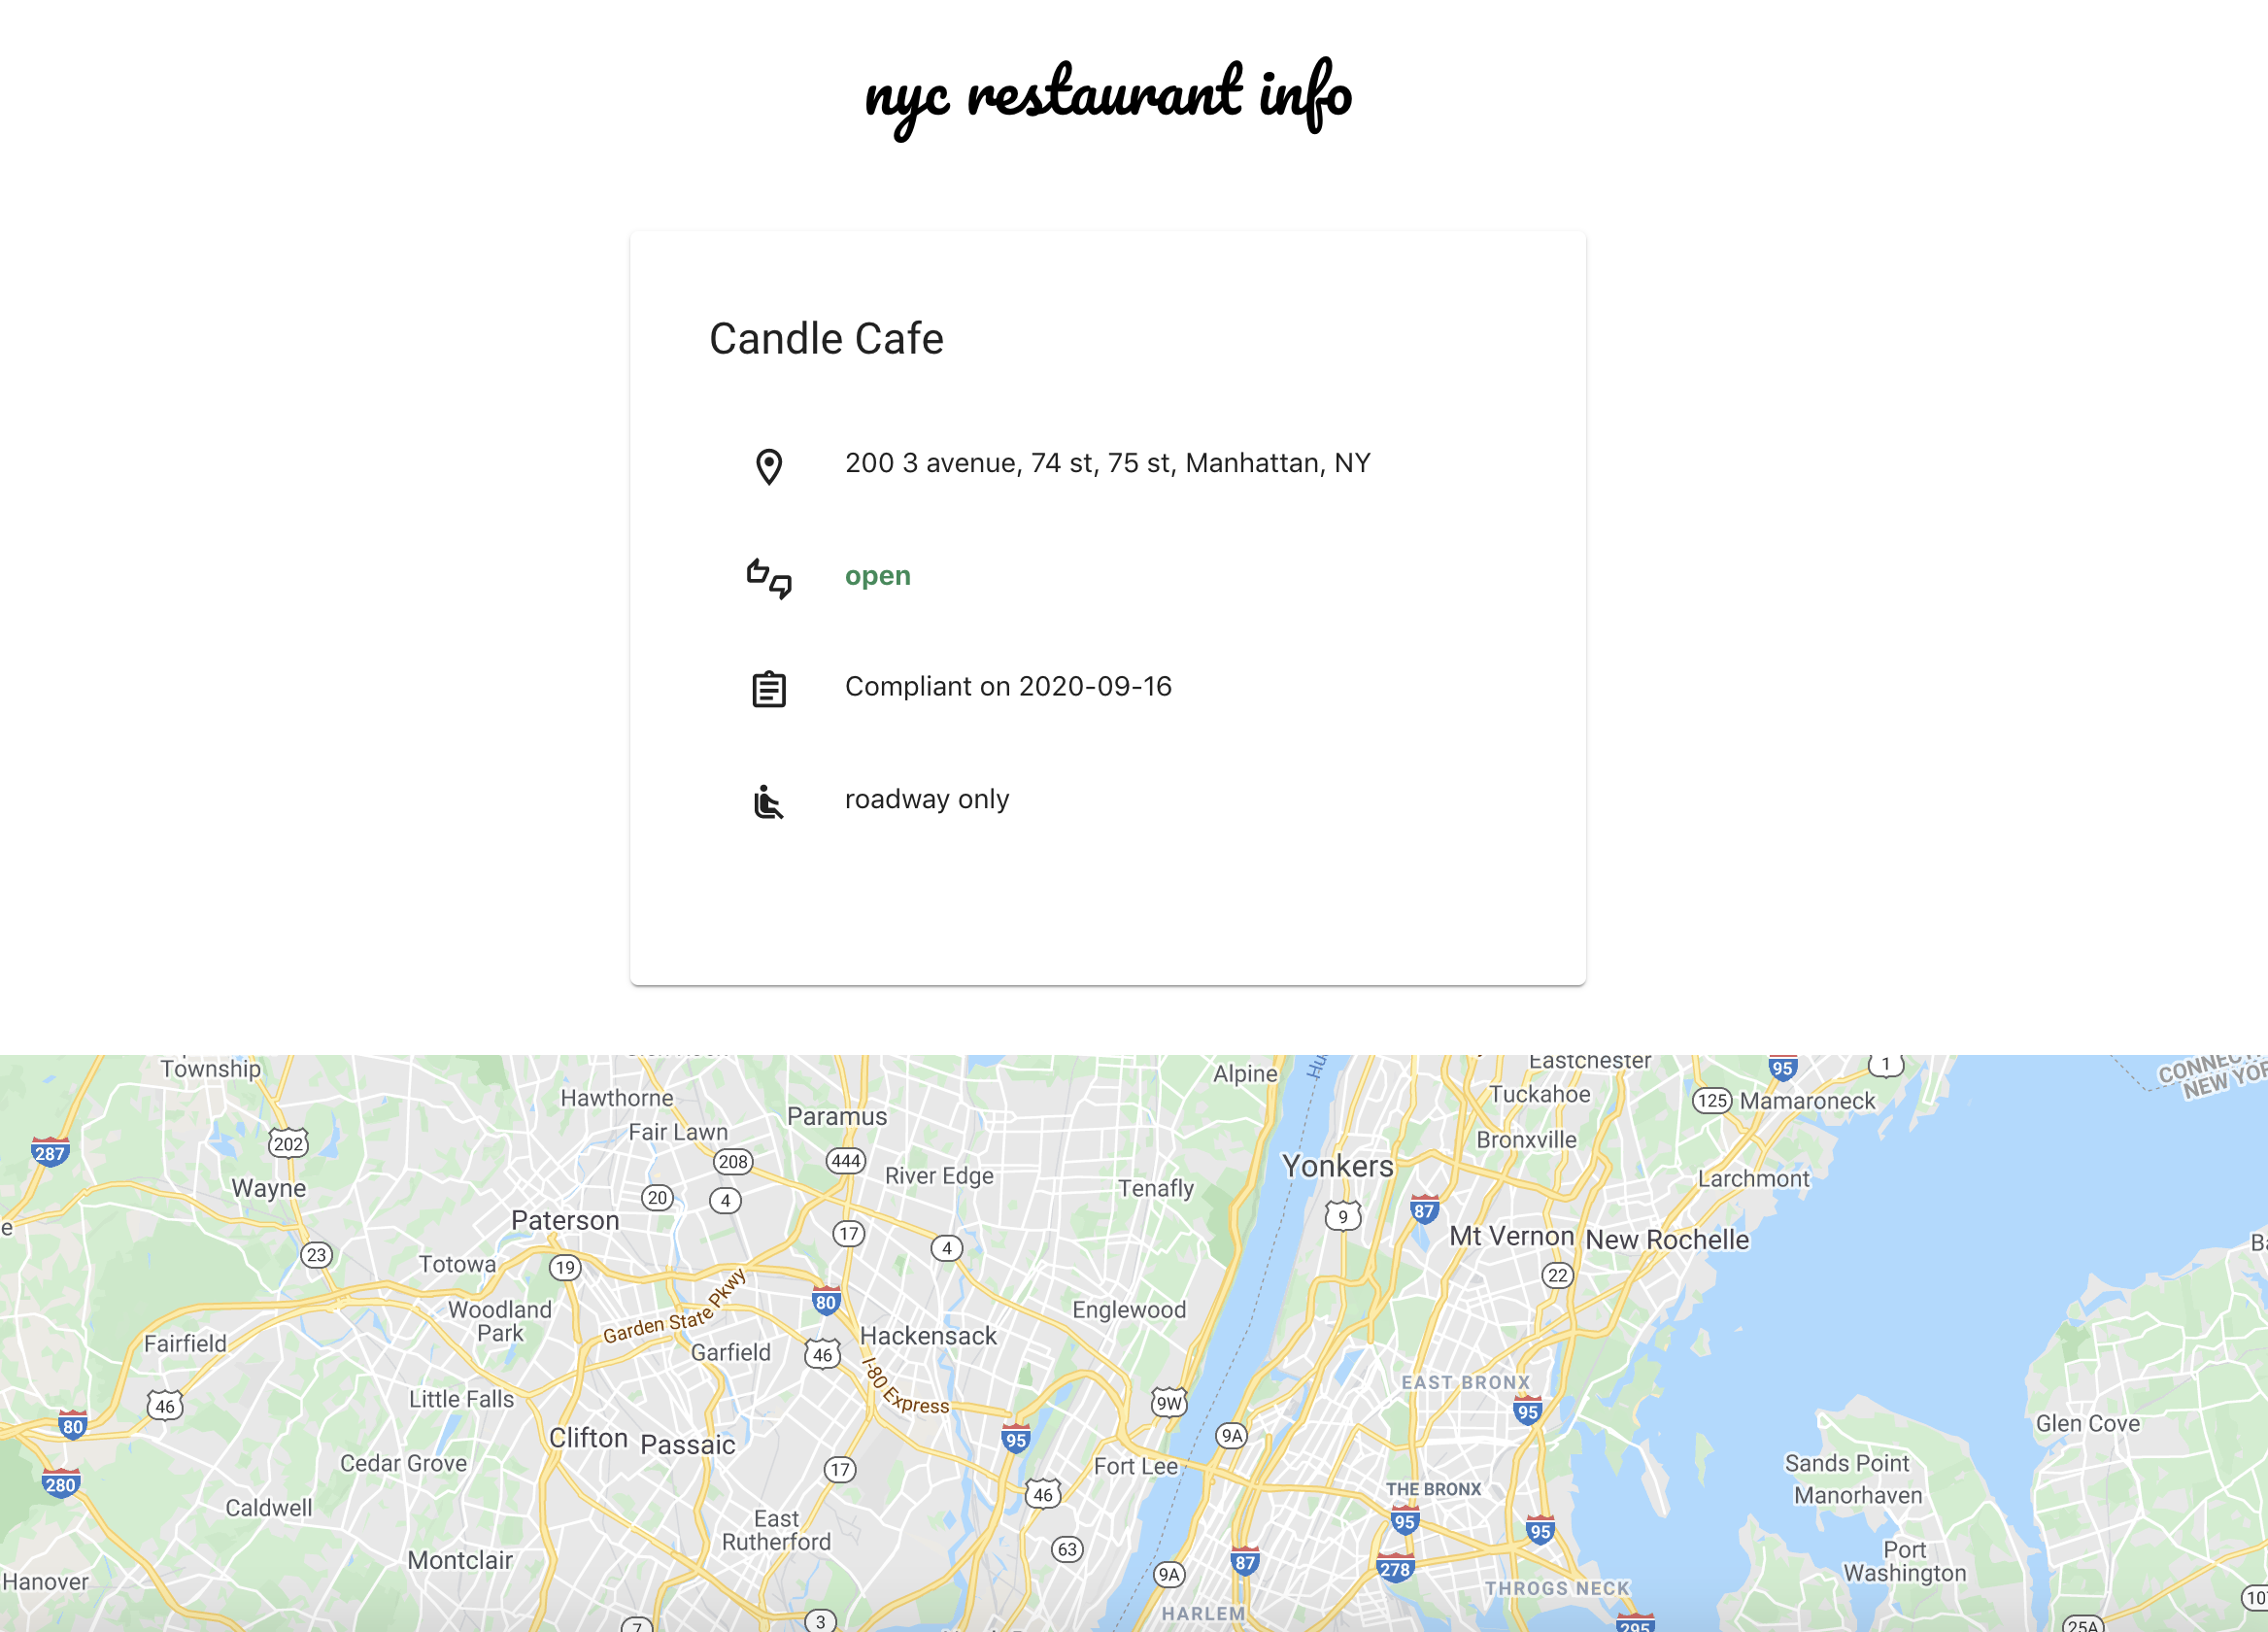 nyc restaurant info
Candle Cafe
200 3 avenue, 74 st, 75 st, Manhattan, NY
open
Compliant on 2020-09-16
roadway only
Township
Alpine
Eastchester
95
1
Hawthorne
Tuckahoe
125
Mamaroneck
Paramus
Fair Lawn
Bronxville
202
287
208
444
River Edge
Yonkers
Larchmont
Wayne
20
4
Tenafly
Paterson
9
87
17
Mt Vernon
New Rochelle
23
4
Totowa
19
22
Garden State Pkwy
80
Woodland
Park
Englewood
Fairfield
Hackensack
46
Garfield
EAST BRONX
I-80 Express
Little Falls
46
9W
95
80
Glen Cove
Clifton
Passaic
95
9A
Cedar Grove
17
Fort Lee
Sands Point
280
THE BRONX
46
Manorhaven
Caldwell
East
Rutherford
95
95
63
Port
Washington
Montclair
87
278
9A
Hanover
THROGS NECK
HARLEM
7
3
295
25A